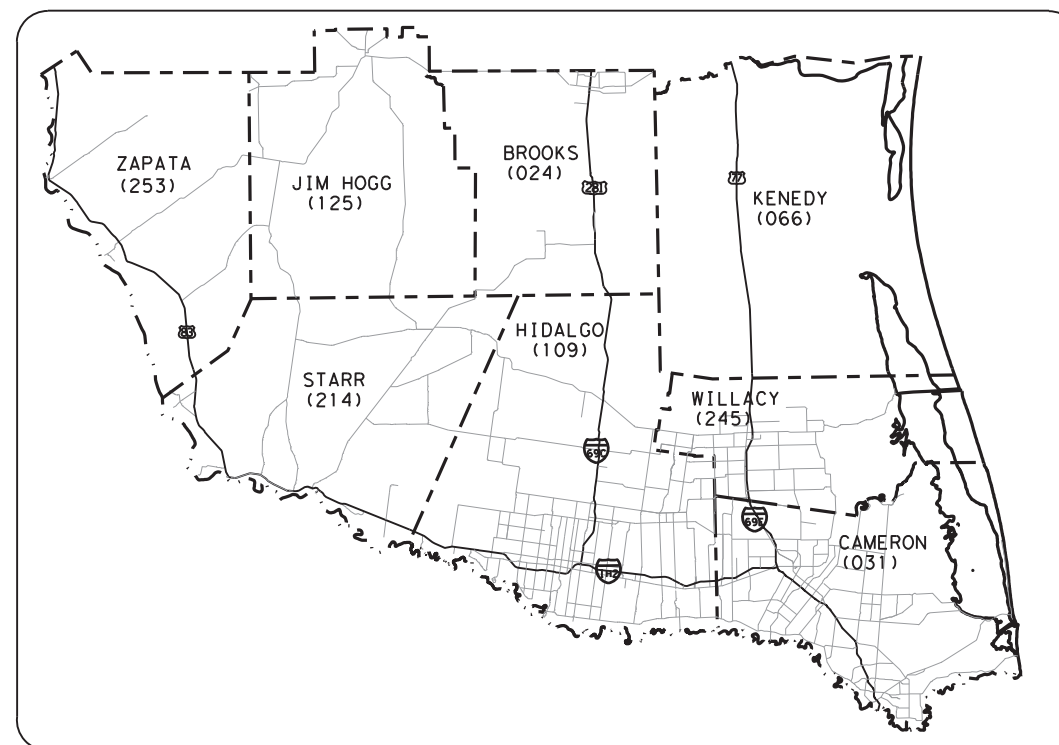 ZAPATA
(253)
JIM HOGG
(125)
BROOKS
(024)
281
77
KENEDY
(066)
83
HIDALGO
(109)
STARR
(214)
WILLACY
(245)
69C
69E
CAMERON
(031)
IH2